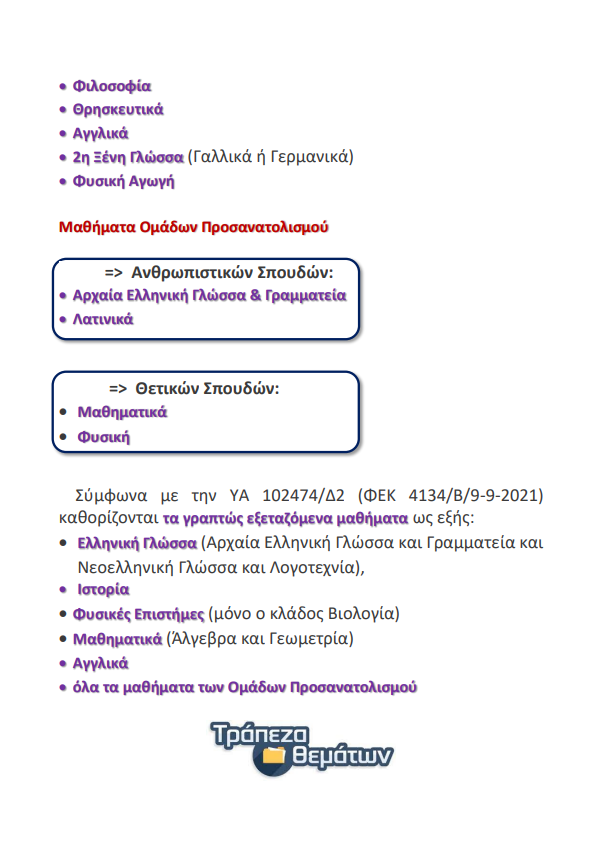 • Φιλοσοφία
• Θρησκευτικά
• Αγγλικά
• 2η Ξένη Γλώσσα (Γαλλικά ή Γερμανικά)
• Φυσική Αγωγή
Μαθήματα Ομάδων Προσανατολισμού
=> Ανθρωπιστικών Σπουδών:
• Αρχαία Ελληνική Γλώσσα & Γραμματεία
• Λατινικά
=> Θετικών Σπουδών:
• Μαθηματικά
• Φυσική
Σύμφωνα με την ΥΑ 102474/Δ2 (ΦΕΚ 4134/Β/9-9-2021)
καθορίζονται τα γραπτώς εξεταζόμενα μαθήματα ως εξής:
• Ελληνική Γλώσσα (Αρχαία Ελληνική Γλώσσα και Γραμματεία και
Νεοελληνική Γλώσσα και Λογοτεχνία),
• Ιστορία
• Φυσικές Επιστήμες (μόνο ο κλάδος Βιολογία)
• Μαθηματικά (Άλγεβρα και Γεωμετρία)
• Αγγλικά
• όλα τα μαθήματα των Ομάδων Προσανατολισμού
Τράπεζα
Θεμάτων